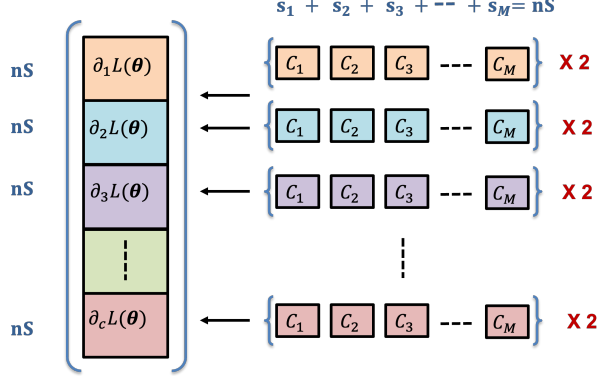 s₁ + s₂ + s₃ + -- + s_M = nS
nS ∂₁L(θ) C₁ C₂ C₃ C_M X 2
nS ∂₂L(θ) C₁ C₂ C₃ C_M X 2
nS ∂₃L(θ) C₁ C₂ C₃ C_M X 2
nS ∂_cL(θ) C₁ C₂ C₃ C_M X 2